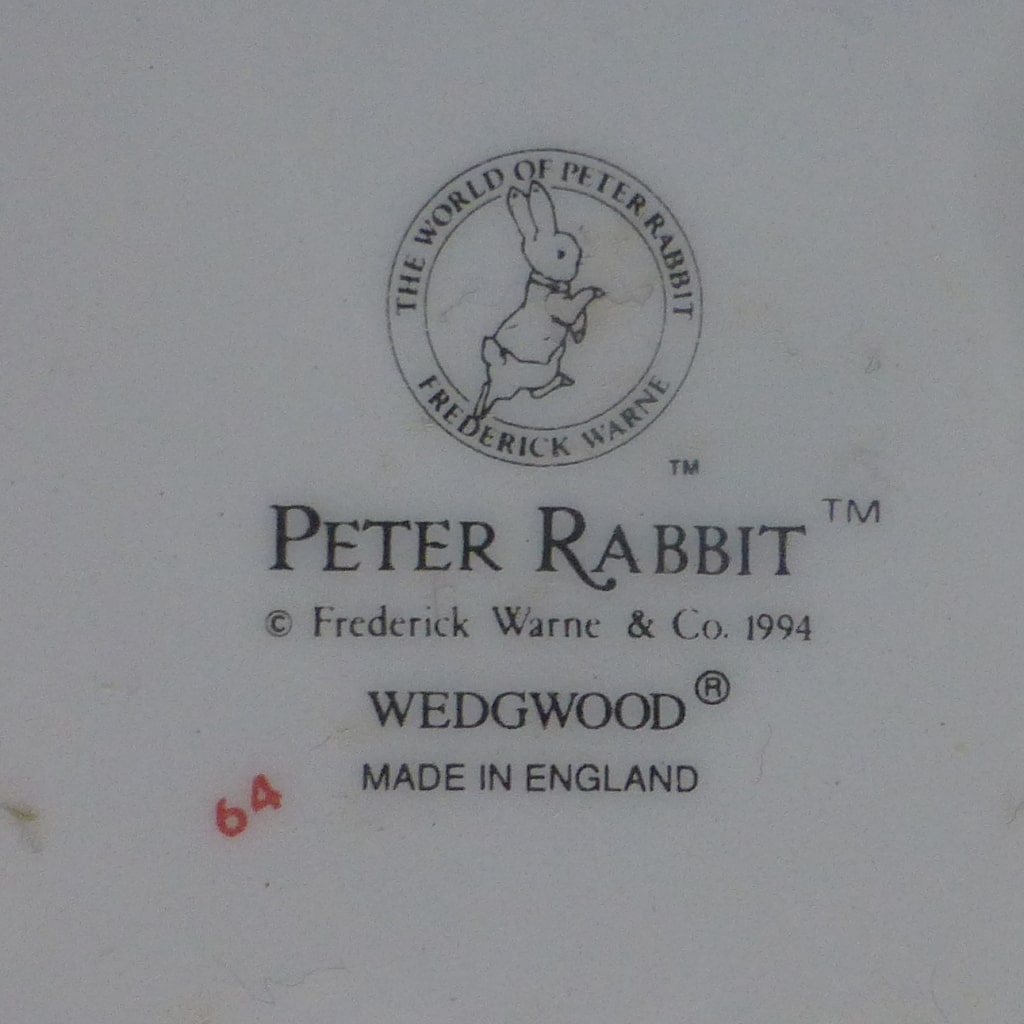 THE WORLD OF PETER RABBIT
FREDERICK WARNE
TM
PETER RABBIT TM
© Frederick Warne & Co. 1994
WEDGWOOD ®
MADE IN ENGLAND
64